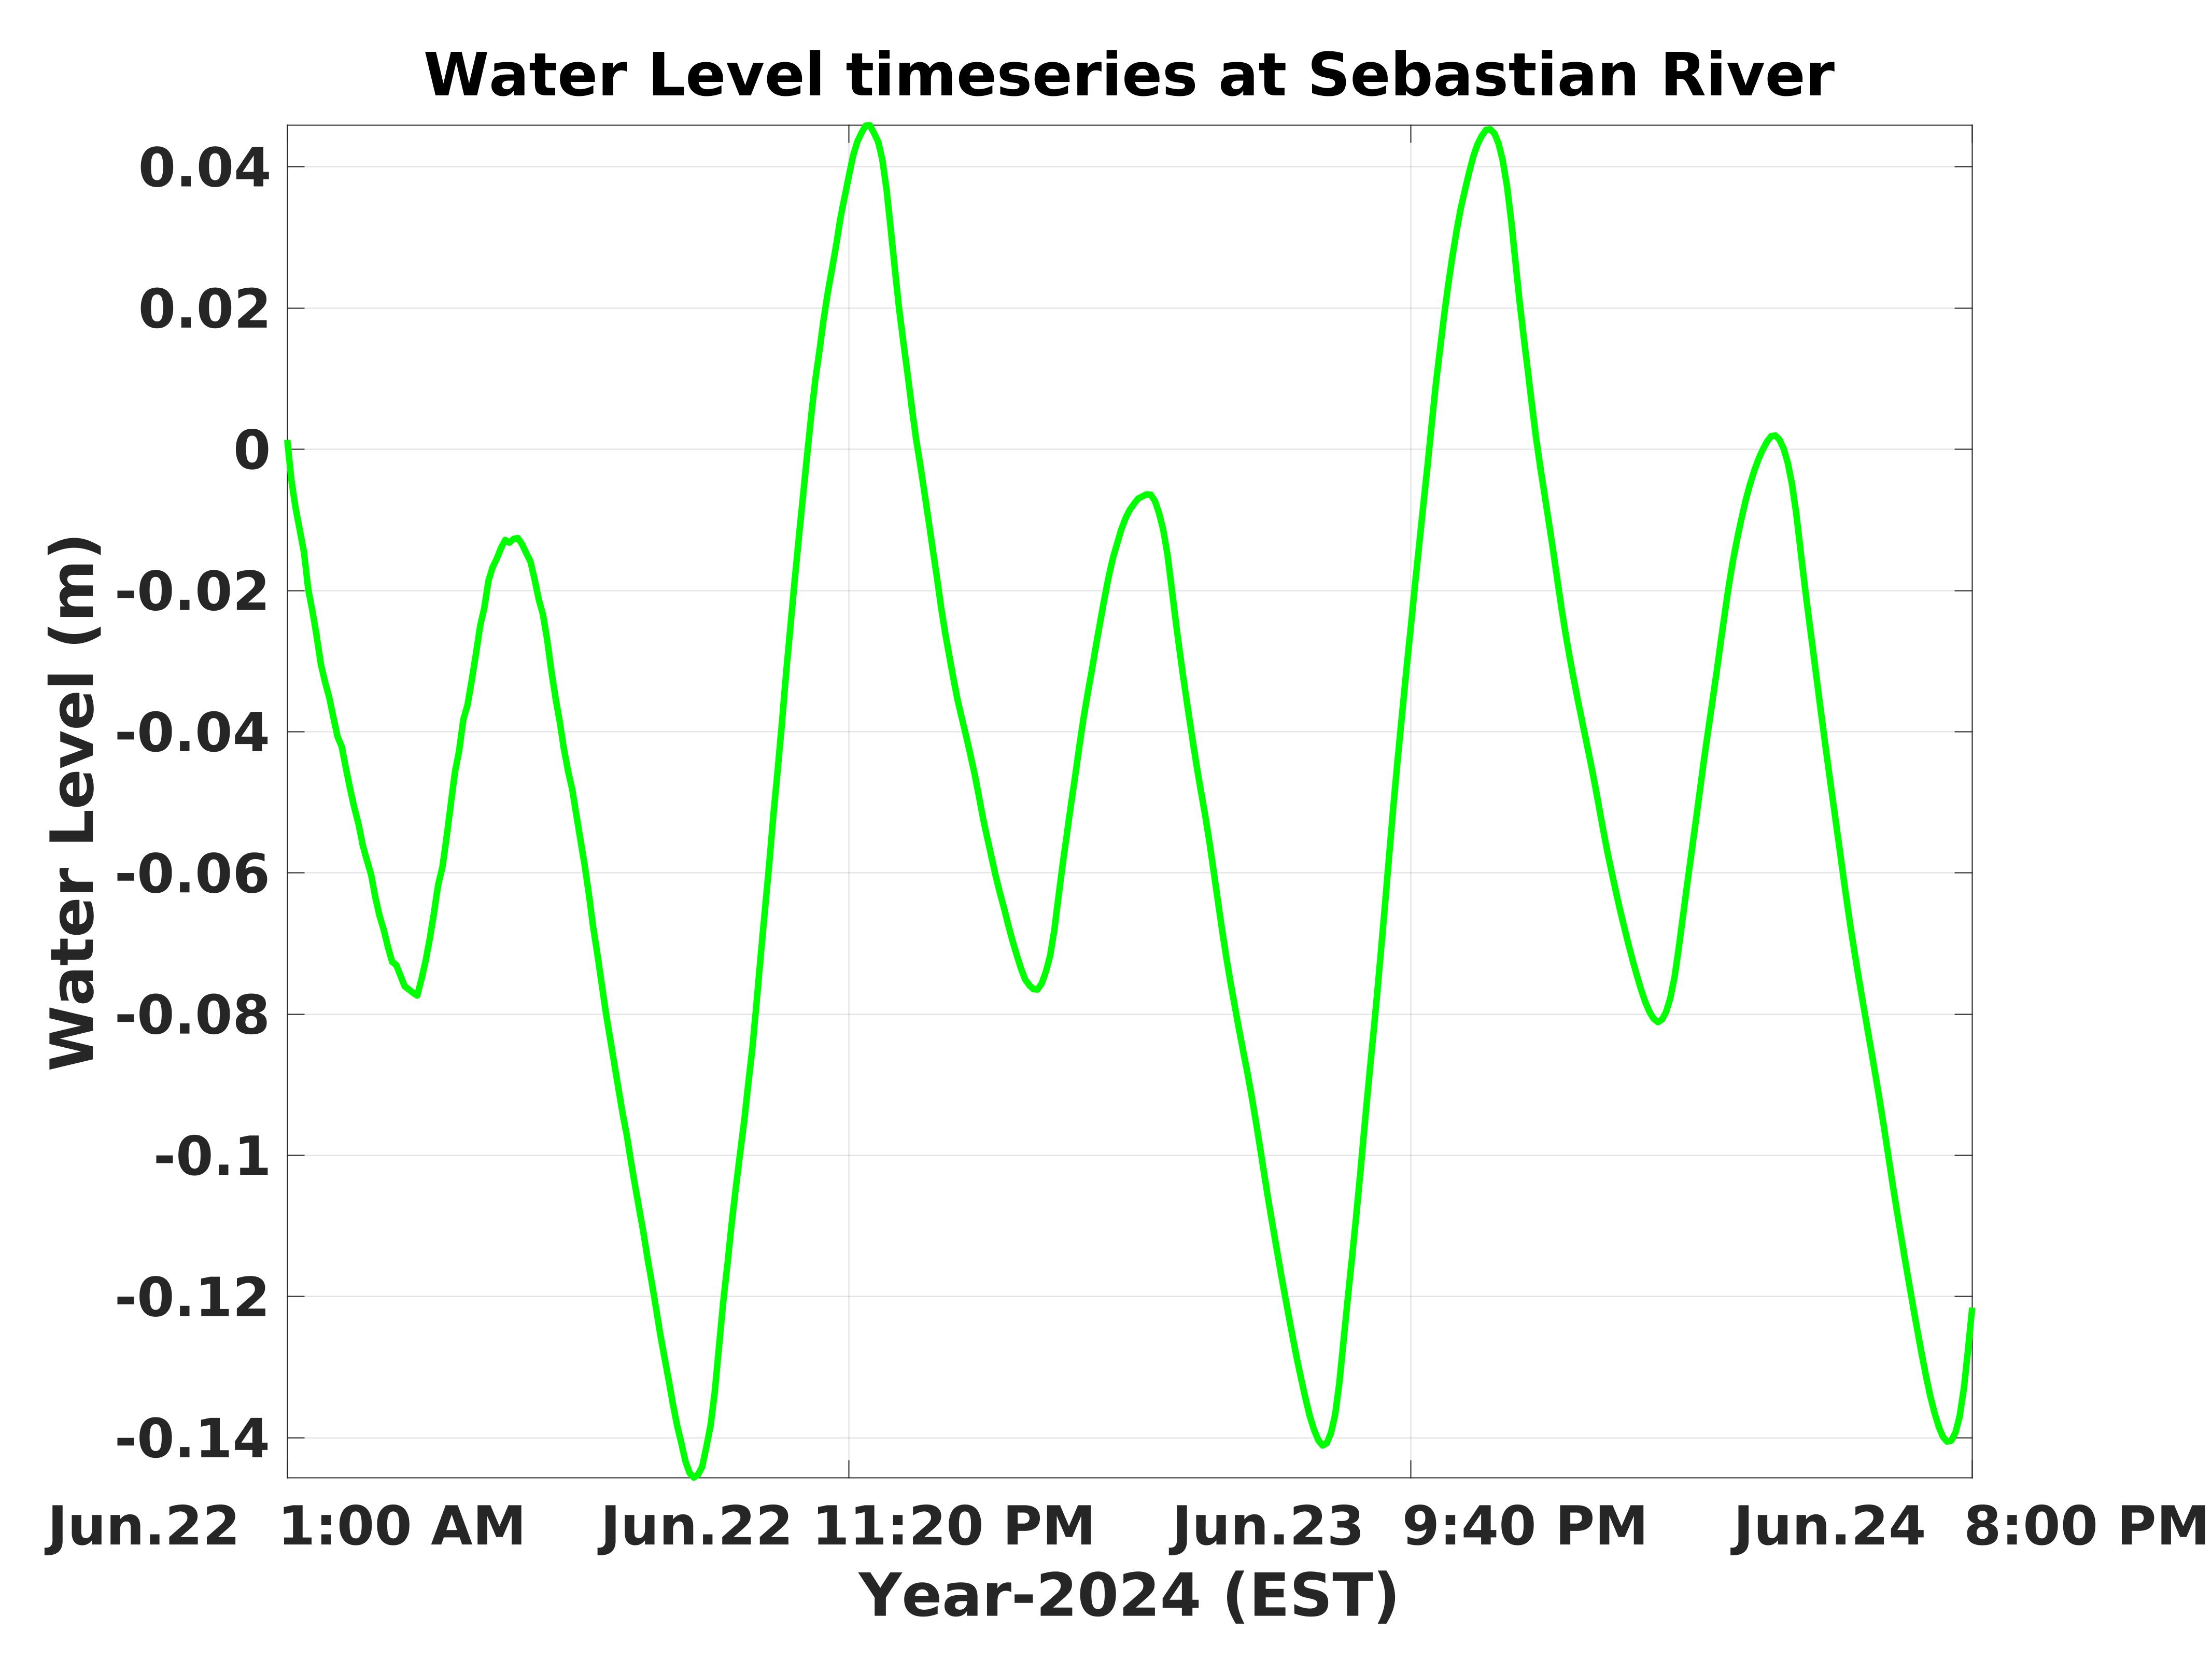 Water Level timeseries at Sebastian River
Water Level (m)
0.04
0.02
0
-0.02
-0.04
-0.06
-0.08
-0.1
-0.12
-0.14
Jun.22 1:00 AM Jun.22 11:20 PM Jun.23 9:40 PM Jun.24 8:00 PM
Year-2024 (EST)